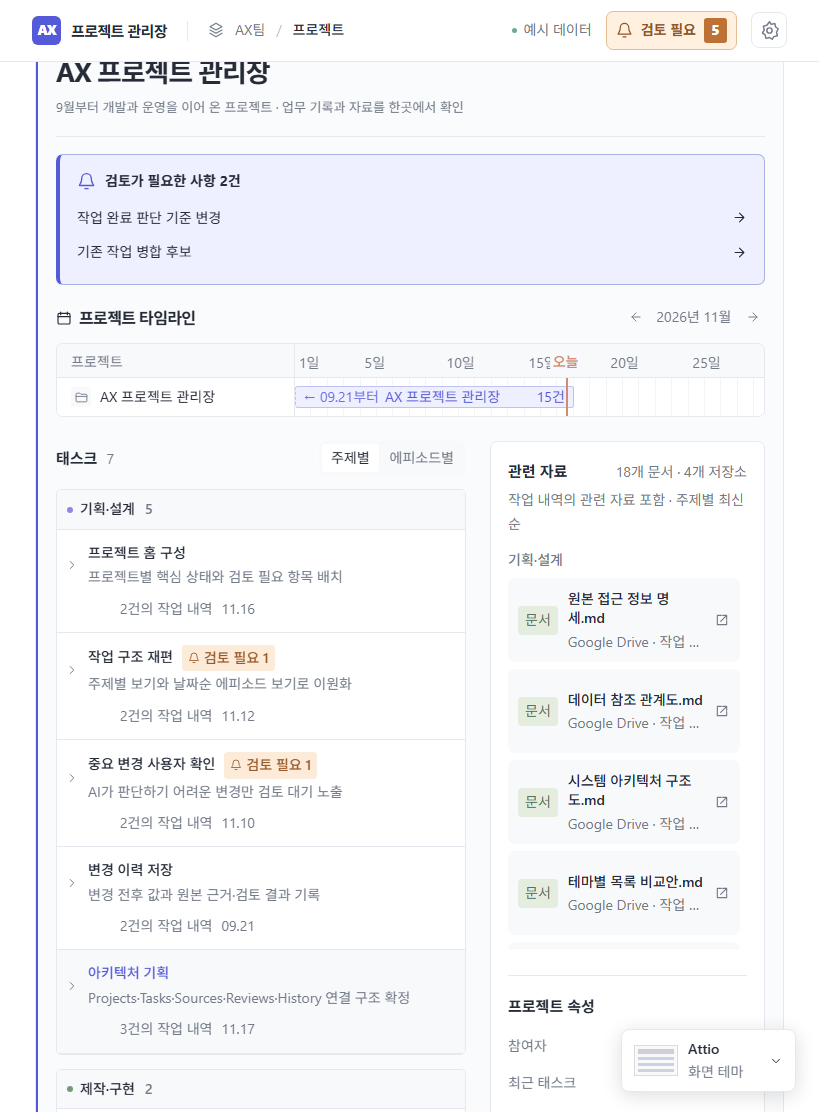 AX 프로젝트 관리장 AX팀 / 프로젝트 예시 데이터 검토 필요 5
AX 프로젝트 관리장
9월부터 개발과 운영을 이어 온 프로젝트 · 업무 기록과 자료를 한곳에서 확인
검토가 필요한 사항 2건
작업 완료 판단 기준 변경 →
기존 작업 병합 후보 →
프로젝트 타임라인 ← 2026년 11월 →
프로젝트 1일 5일 10일 15일 오늘 20일 25일
AX 프로젝트 관리장 ← 09.21부터 AX 프로젝트 관리장 15건
태스크 7 주제별 에피소드별
기획·설계 5
프로젝트 홈 구성
프로젝트별 핵심 상태와 검토 필요 항목 배치
2건의 작업 내역 11.16
작업 구조 재편 검토 필요 1
주제별 보기와 날짜순 에피소드 보기로 이원화
2건의 작업 내역 11.12
중요 변경 사용자 확인 검토 필요 1
AI가 판단하기 어려운 변경만 검토 대기 노출
2건의 작업 내역 11.10
변경 이력 저장
변경 전후 값과 원본 근거·검토 결과 기록
2건의 작업 내역 09.21
아키텍처 기획
Projects·Tasks·Sources·Reviews·History 연결 구조 확정
3건의 작업 내역 11.17
제작·구현 2
관련 자료 18개 문서 · 4개 저장소
작업 내역의 관련 자료 포함 · 주제별 최신
순
기획·설계
문서 원본 접근 정보 명
세.md
Google Drive · 작업 ...
문서 데이터 참조 관계도.md
Google Drive · 작업 ...
문서 시스템 아키텍처 구조
도.md
Google Drive · 작업 ...
문서 테마별 목록 비교안.md
Google Drive · 작업 ...
프로젝트 속성
참여자
최근 태스크
Attio
화면 테마